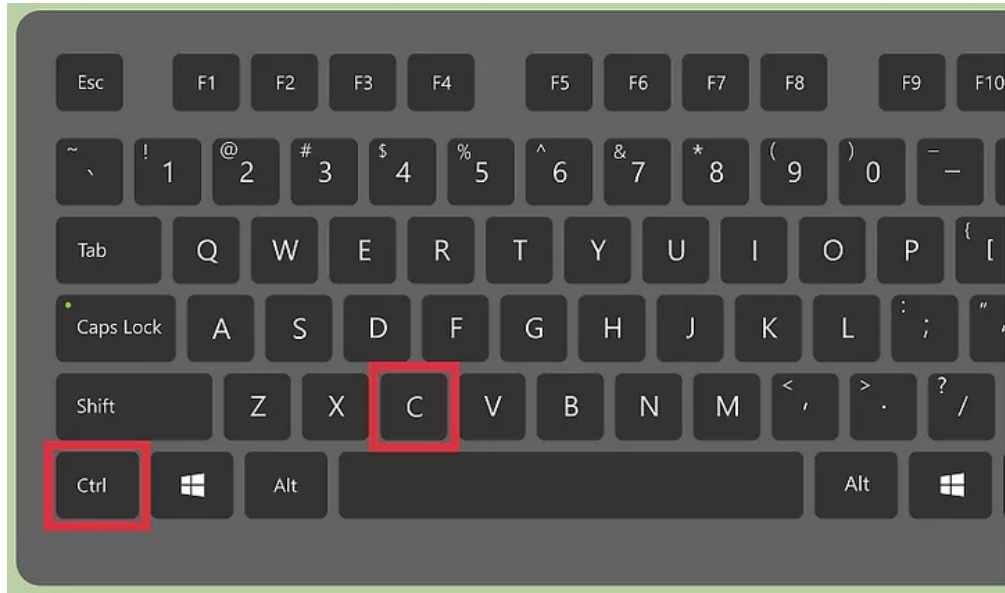 Esc F1 F2 F3 F4 F5 F6 F7 F8 F9 F10
~ ` ! 1 @ 2 # 3 $ 4 % 5 ^ 6 & 7 * 8 ( 9 ) 0 _ –
Tab Q W E R T Y U I O P { [
Caps Lock A S D F G H J K L : ; "
Shift Z X C V B N M < , > . ? /
Ctrl Alt Alt